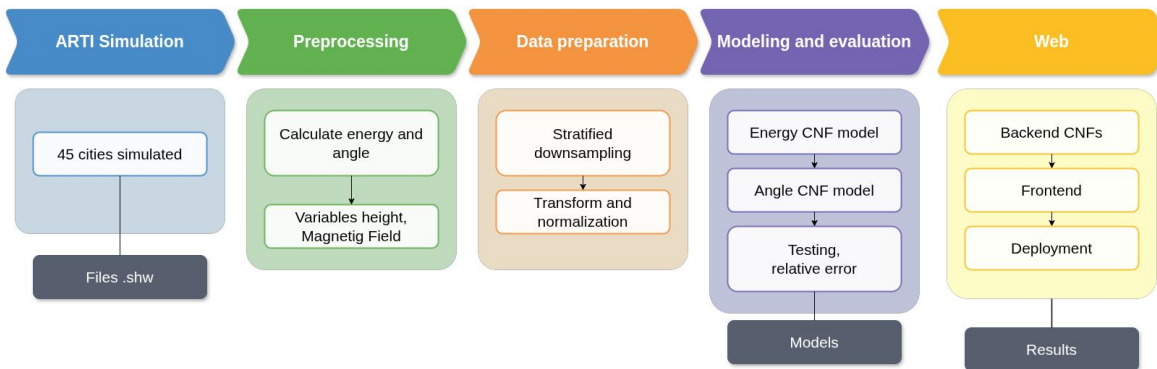 ARTI Simulation
Preprocessing
Data preparation
Modeling and evaluation
Web
45 cities simulated
Files .shw
Calculate energy and
angle
Variables height,
Magnetig Field
Stratified
downsampling
Transform and
normalization
Energy CNF model
Angle CNF model
Testing,
relative error
Models
Backend CNFs
Frontend
Deployment
Results